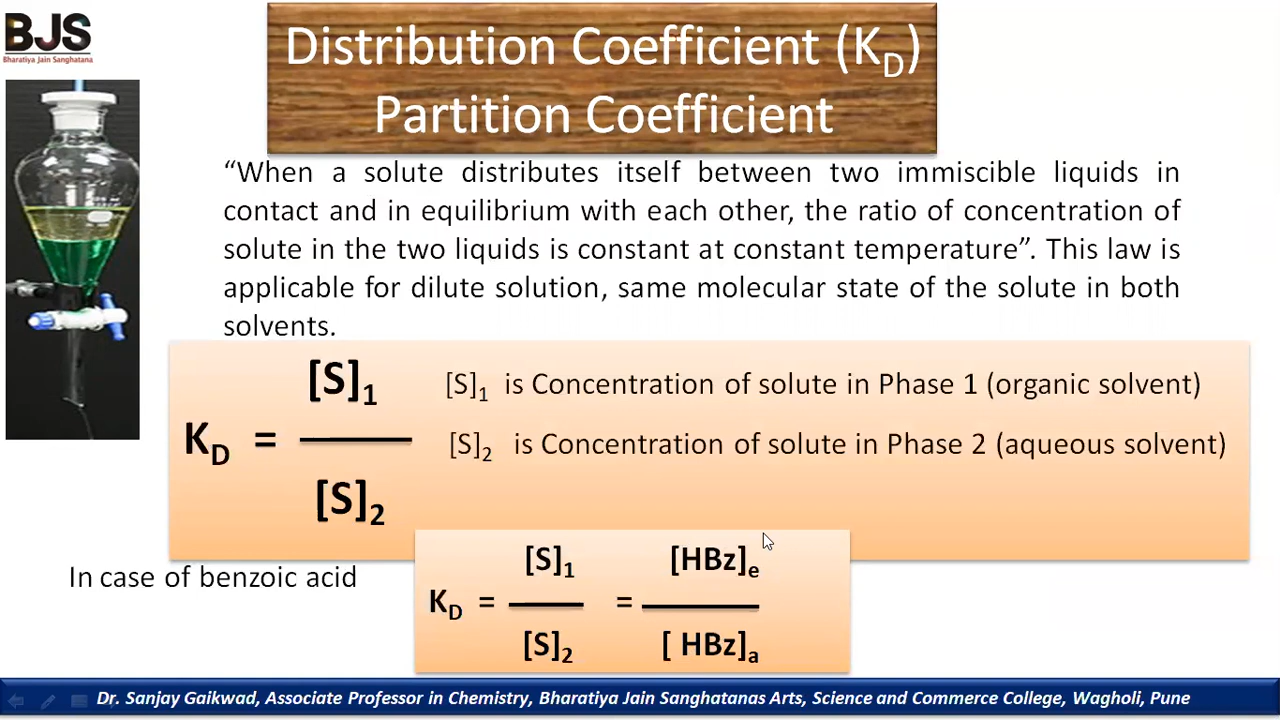 BJS
Bharatiya Jain Sanghatana
Distribution Coefficient (KD)
Partition Coefficient
“When a solute distributes itself between two immiscible liquids in
contact and in equilibrium with each other, the ratio of concentration of
solute in the two liquids is constant at constant temperature”. This law is
applicable for dilute solution, same molecular state of the solute in both
solvents.
KD = [S]1 / [S]2
[S]1 is Concentration of solute in Phase 1 (organic solvent)
[S]2 is Concentration of solute in Phase 2 (aqueous solvent)
In case of benzoic acid
KD = [S]1 / [S]2 = [HBz]e / [ HBz]a
Dr. Sanjay Gaikwad, Associate Professor in Chemistry, Bharatiya Jain Sanghatanas Arts, Science and Commerce College, Wagholi, Pune